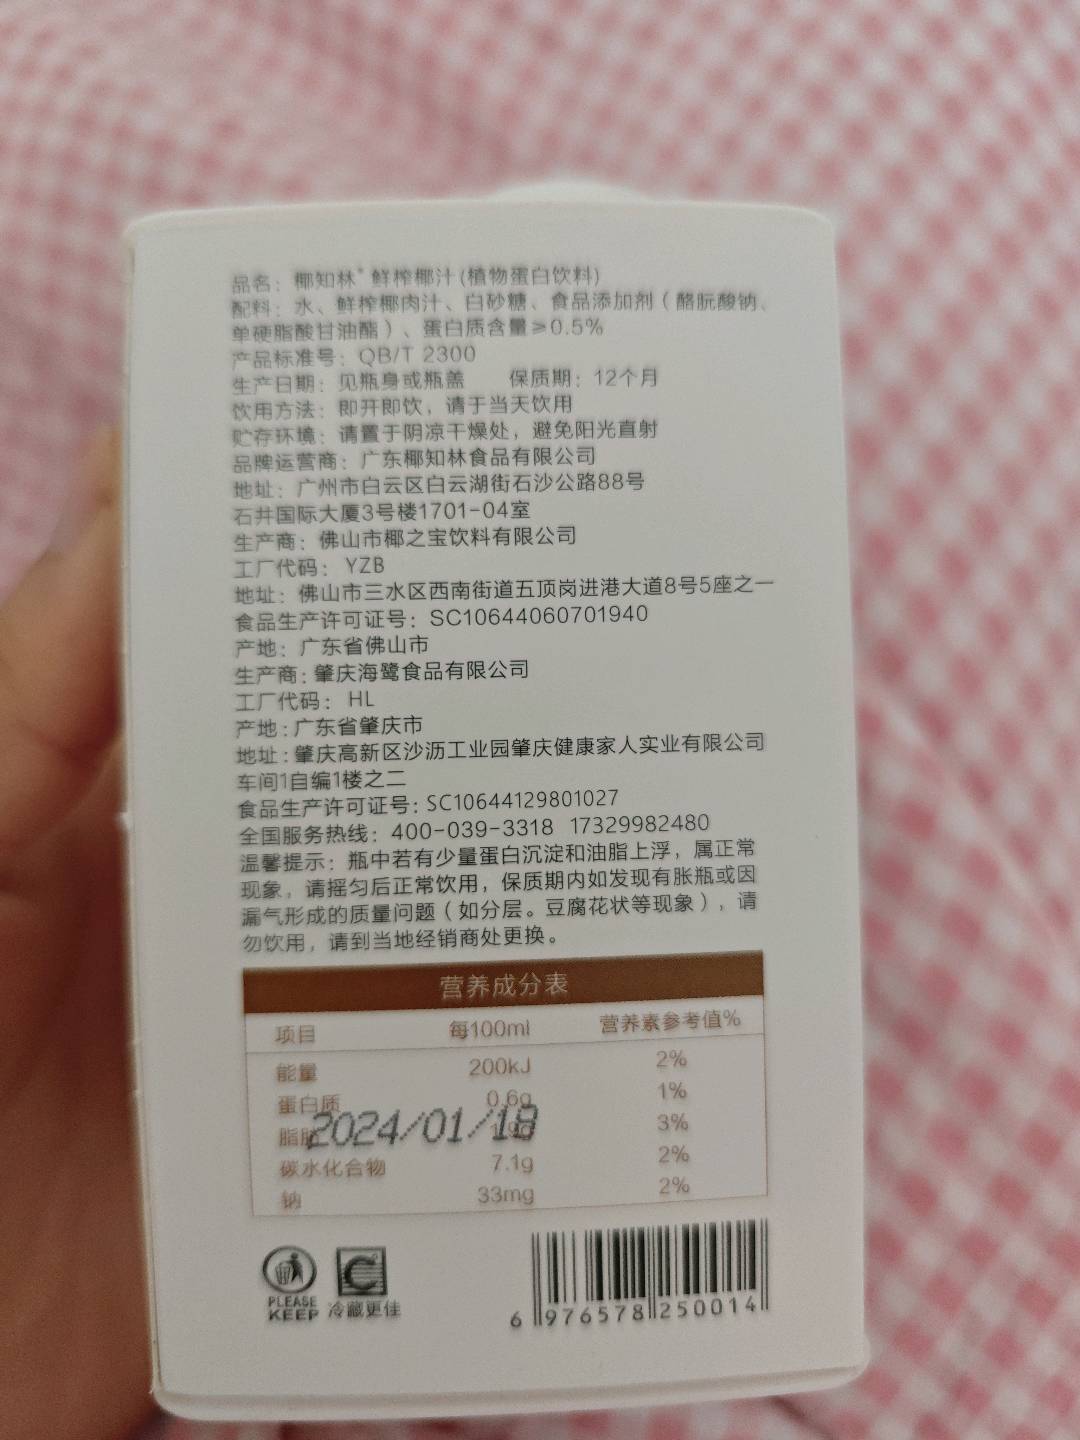 品名：椰知林®鲜榨椰汁(植物蛋白饮料)
配料：水、鲜榨椰肉汁、白砂糖、食品添加剂（酪朊酸钠、
单硬脂酸甘油酯）、蛋白质含量≥0.5%
产品标准号：QB/T 2300
生产日期：见瓶身或瓶盖 保质期：12个月
饮用方法：即开即饮，请于当天饮用
贮存环境：请置于阴凉干燥处，避免阳光直射
品牌运营商：广东椰知林食品有限公司
地址：广州市白云区白云湖街石沙公路88号
石井国际大厦3号楼1701-04室
生产商：佛山市椰之宝饮料有限公司
工厂代码：YZB
地址：佛山市三水区西南街道五顶岗进港大道8号5座之一
食品生产许可证号：SC10644060701940
产地：广东省佛山市
生产商：肇庆海鹭食品有限公司
工厂代码：HL
产地：广东省肇庆市
地址：肇庆高新区沙沥工业园肇庆健康家人实业有限公司
车间1自编1楼之二
食品生产许可证号：SC10644129801027
全国服务热线：400-039-3318 17329982480
温馨提示：瓶中若有少量蛋白沉淀和油脂上浮，属正常
现象，请摇匀后正常饮用，保质期内如发现有胀瓶或因
漏气形成的质量问题（如分层。豆腐花状等现象），请
勿饮用，请到当地经销商处更换。
营养成分表
项目 每100ml 营养素参考值%
能量 200kJ 2%
蛋白质 0.6g 1%
脂肪 3%
2024/01/18
碳水化合物 7.1g 2%
钠 33mg 2%
PLEASE
KEEP
冷藏更佳
6 976578 250014